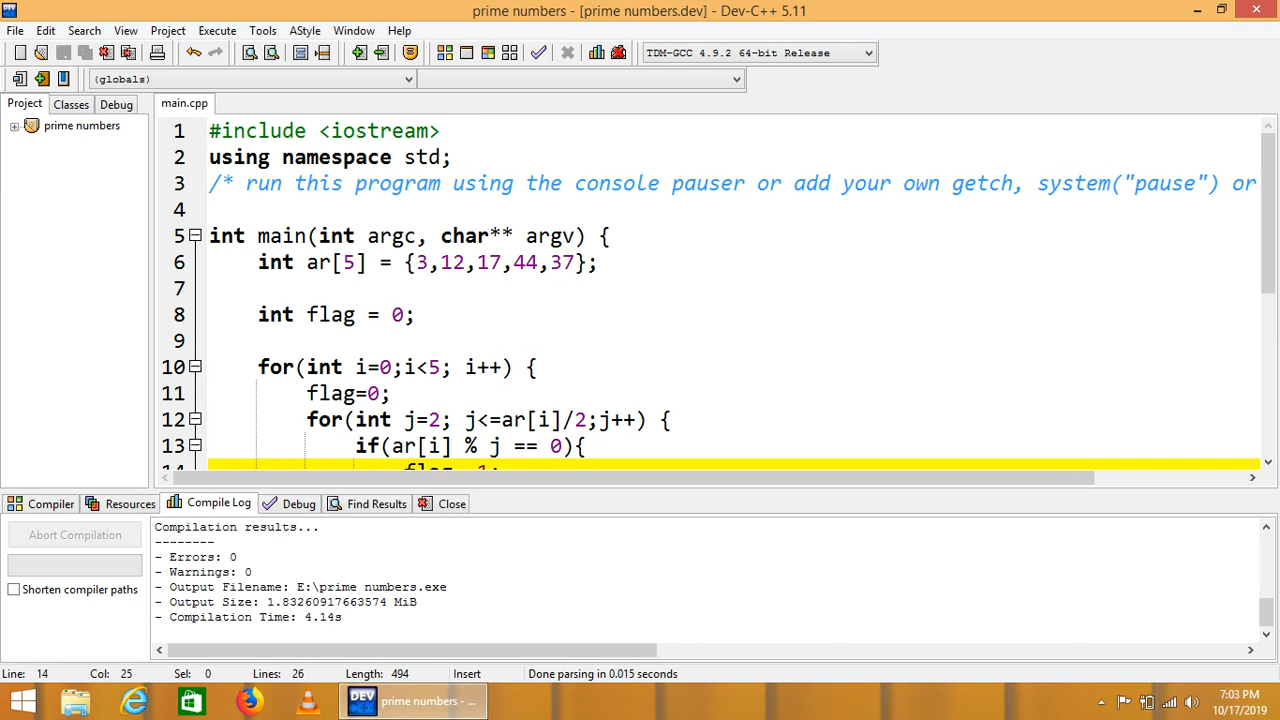 prime numbers - [prime numbers.dev] - Dev-C++ 5.11
File Edit Search View Project Execute Tools AStyle Window Help
TDM-GCC 4.9.2 64-bit Release
(globals)
Project Classes Debug main.cpp
prime numbers
1 #include <iostream>
2 using namespace std;
3 /* run this program using the console pauser or add your own getch, system("pause") or
4
5 int main(int argc, char** argv) {
6 int ar[5] = {3,12,17,44,37};
7
8 int flag = 0;
9
10 for(int i=0;i<5; i++) {
11 flag=0;
12 for(int j=2; j<=ar[i]/2;j++) {
13 if(ar[i] % j == 0){
Compiler Resources Compile Log Debug Find Results Close
Abort Compilation
Shorten compiler paths
Compilation results...
--------
- Errors: 0
- Warnings: 0
- Output Filename: E:\prime numbers.exe
- Output Size: 1.83260917663574 MiB
- Compilation Time: 4.14s
Line: 14 Col: 25 Sel: 0 Lines: 26 Length: 494 Insert Done parsing in 0.015 seconds
DEV prime numbers - ...
7:03 PM
10/17/2019